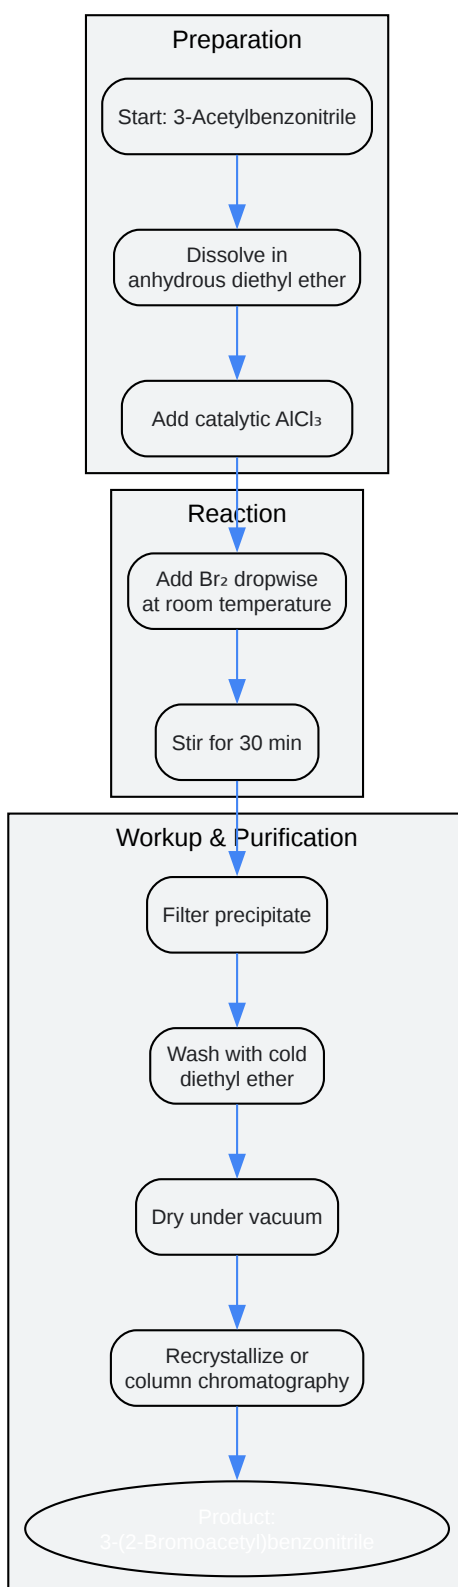 Preparation
Start: 3-Acetylbenzonitrile
Dissolve in
anhydrous diethyl ether
Add catalytic AlCl₃
Reaction
Add Br₂ dropwise
at room temperature
Stir for 30 min
Workup & Purification
Filter precipitate
Wash with cold
diethyl ether
Dry under vacuum
Recrystallize or
column chromatography
Product:
3-(2-Bromoacetyl)benzonitrile